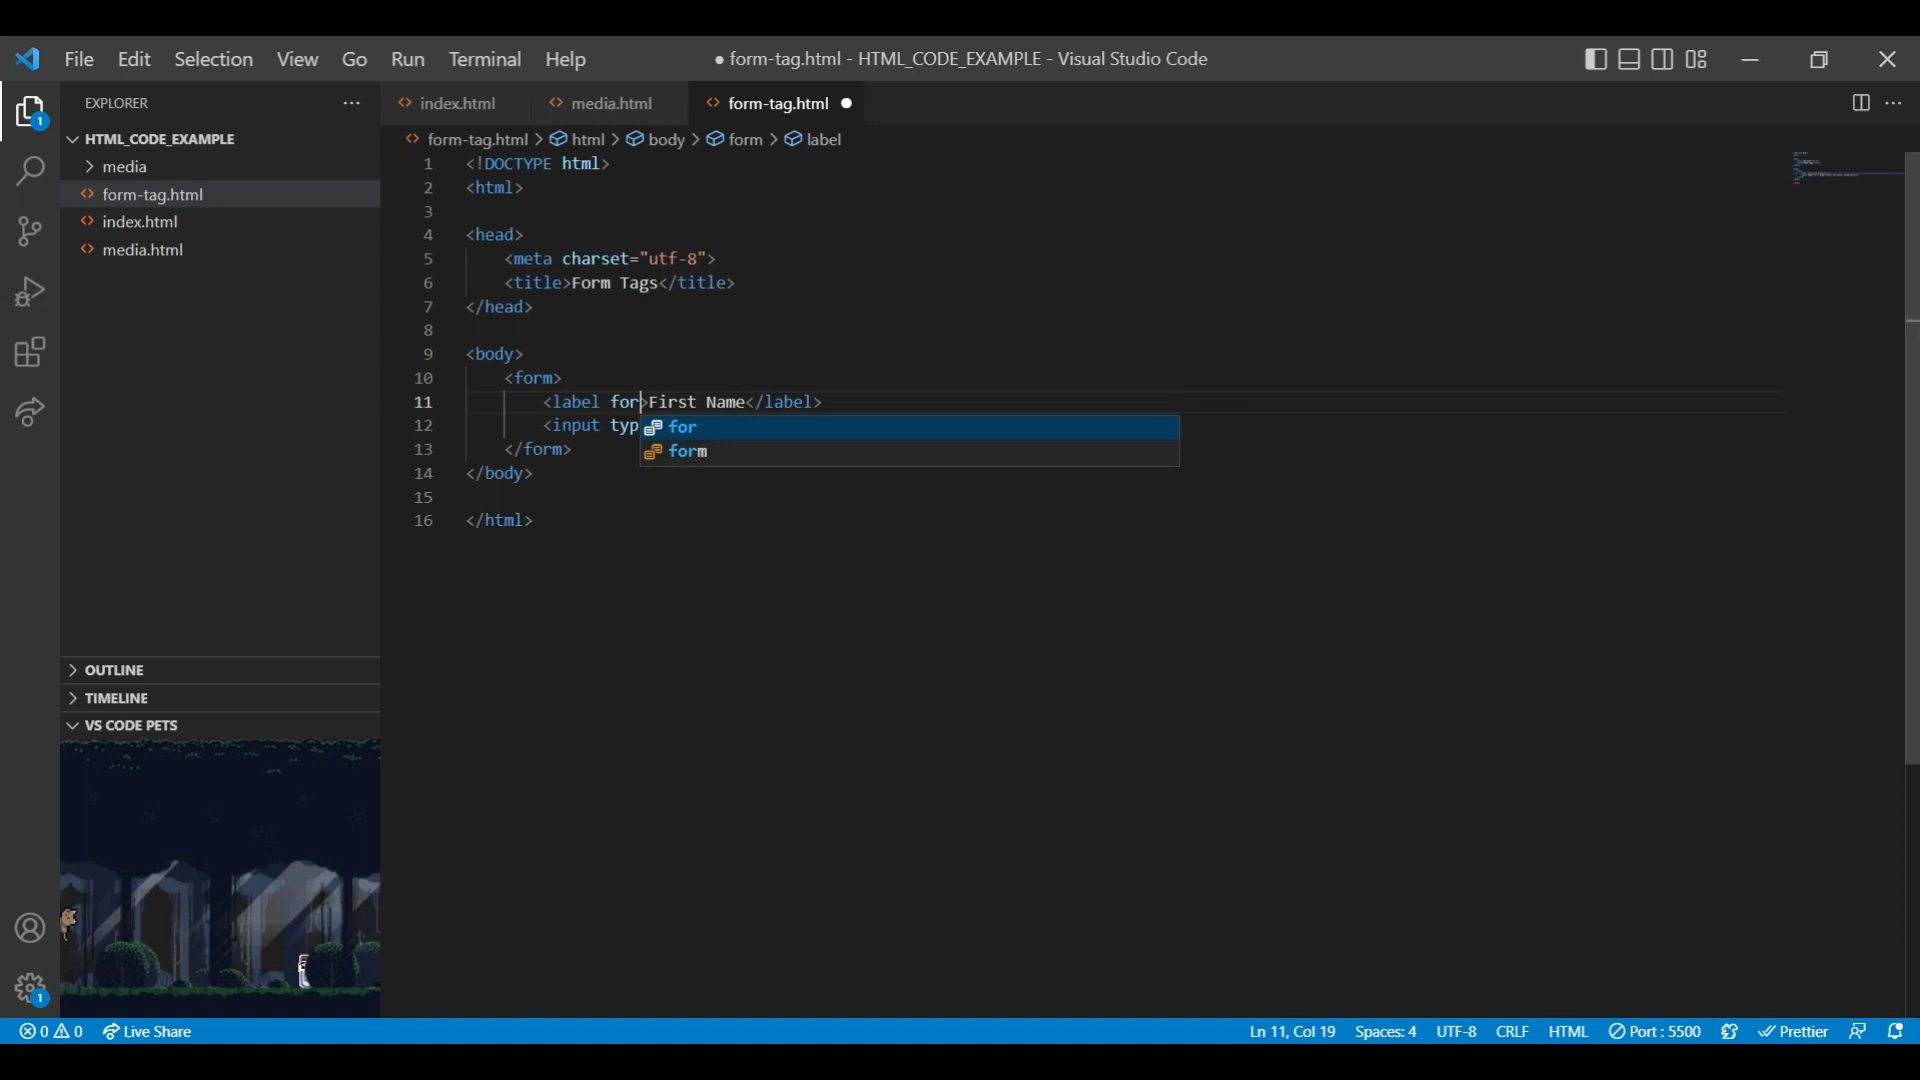 File Edit Selection View Go Run Terminal Help ● form-tag.html - HTML_CODE_EXAMPLE - Visual Studio Code
EXPLORER ···
index.html media.html form-tag.html ●
form-tag.html > html > body > form > label
1
HTML_CODE_EXAMPLE
media
form-tag.html
index.html
media.html
1 <!DOCTYPE html>
2 <html>
3
4 <head>
5 <meta charset="utf-8">
6 <title>Form Tags</title>
7 </head>
8
9 <body>
10 <form>
11 <label for>First Name</label>
12 <input typ
for
form
13 </form>
14 </body>
15
16 </html>
OUTLINE
TIMELINE
VS CODE PETS
1
0 0 Live Share Ln 11, Col 19 Spaces: 4 UTF-8 CRLF HTML Port : 5500 Prettier